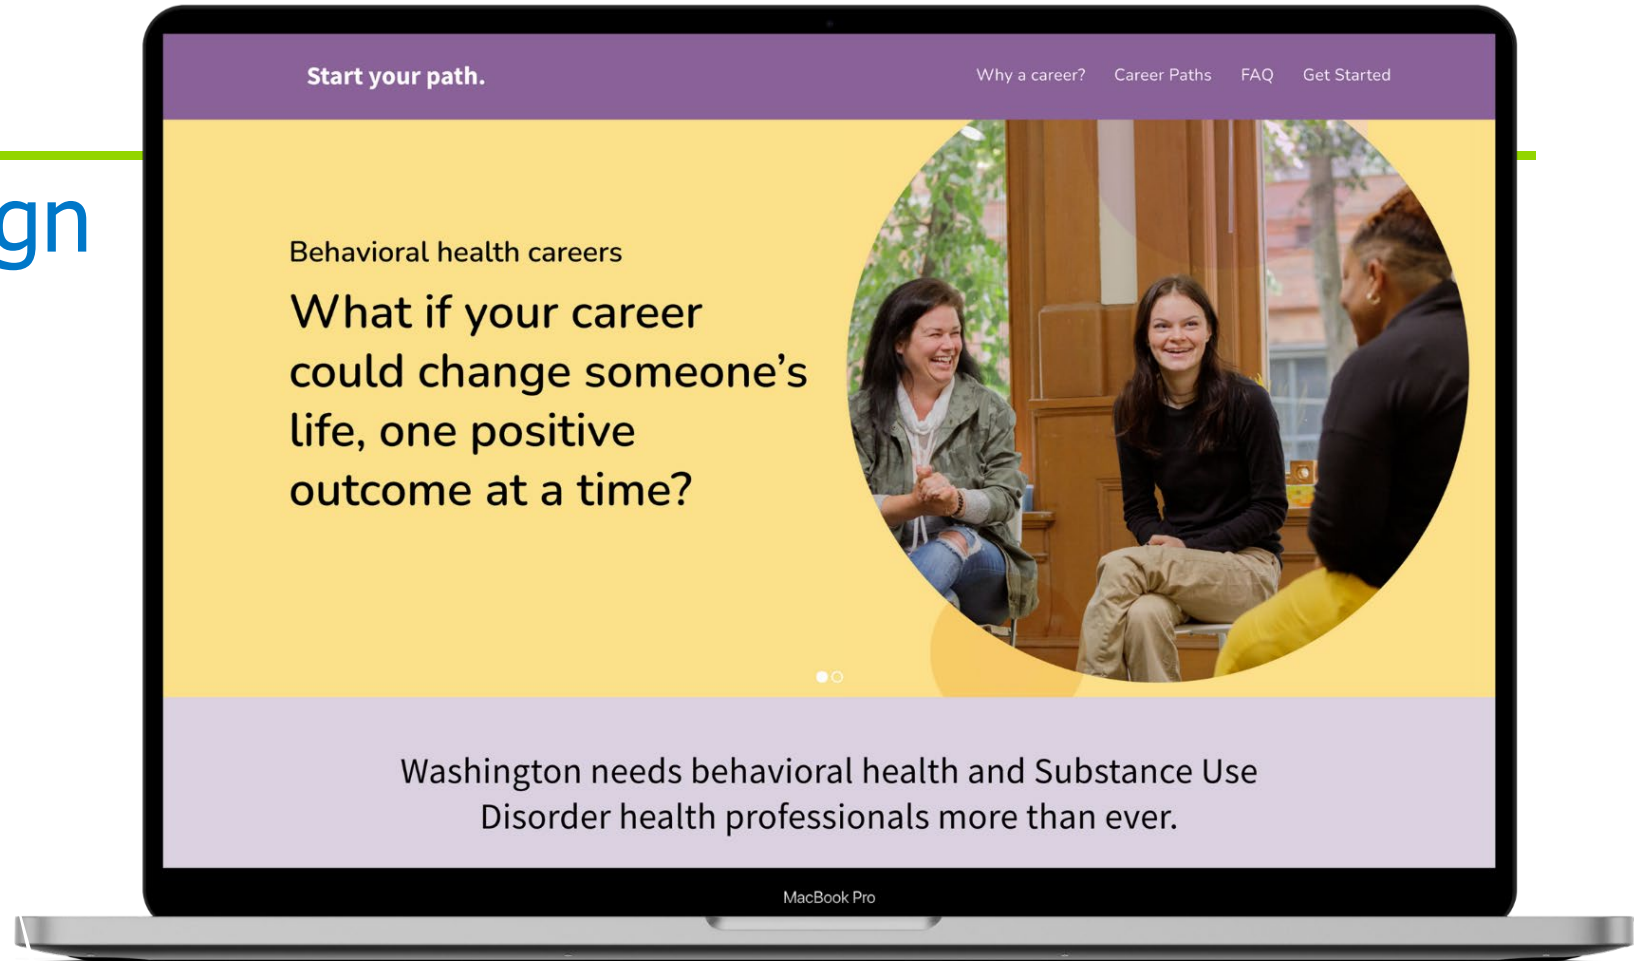 Start your path.
Why a career? Career Paths FAQ Get Started
gn
Behavioral health careers
What if your career
could change someone's
life, one positive
outcome at a time?
Washington needs behavioral health and Substance Use
Disorder health professionals more than ever.
MacBook Pro